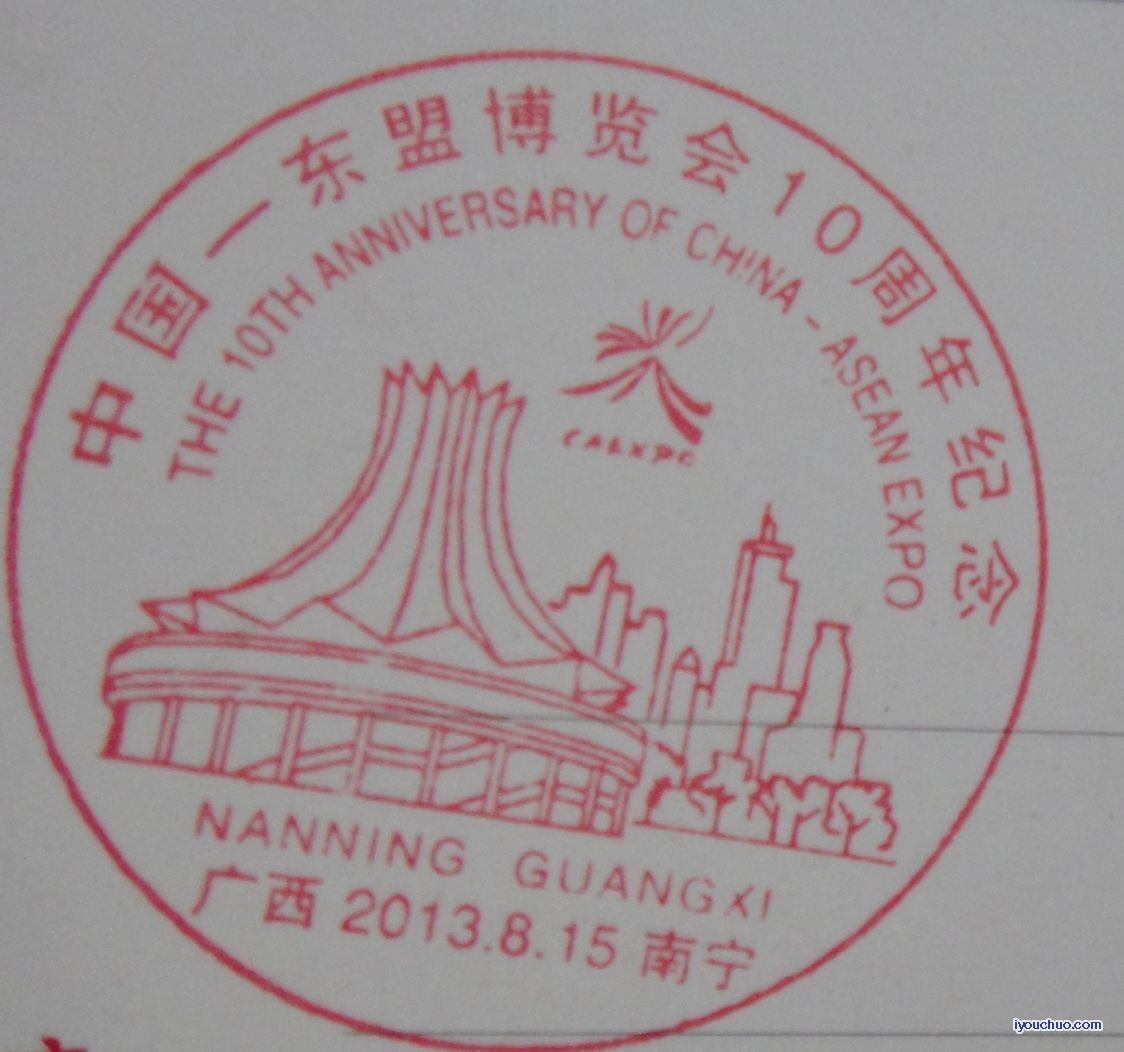 中国—东盟博览会10周年纪念
THE 10TH ANNIVERSARY OF CHINA - ASEAN EXPO
CAEXPO
NANNING GUANGXI
广西 2013.8.15 南宁
iyouchuo.com